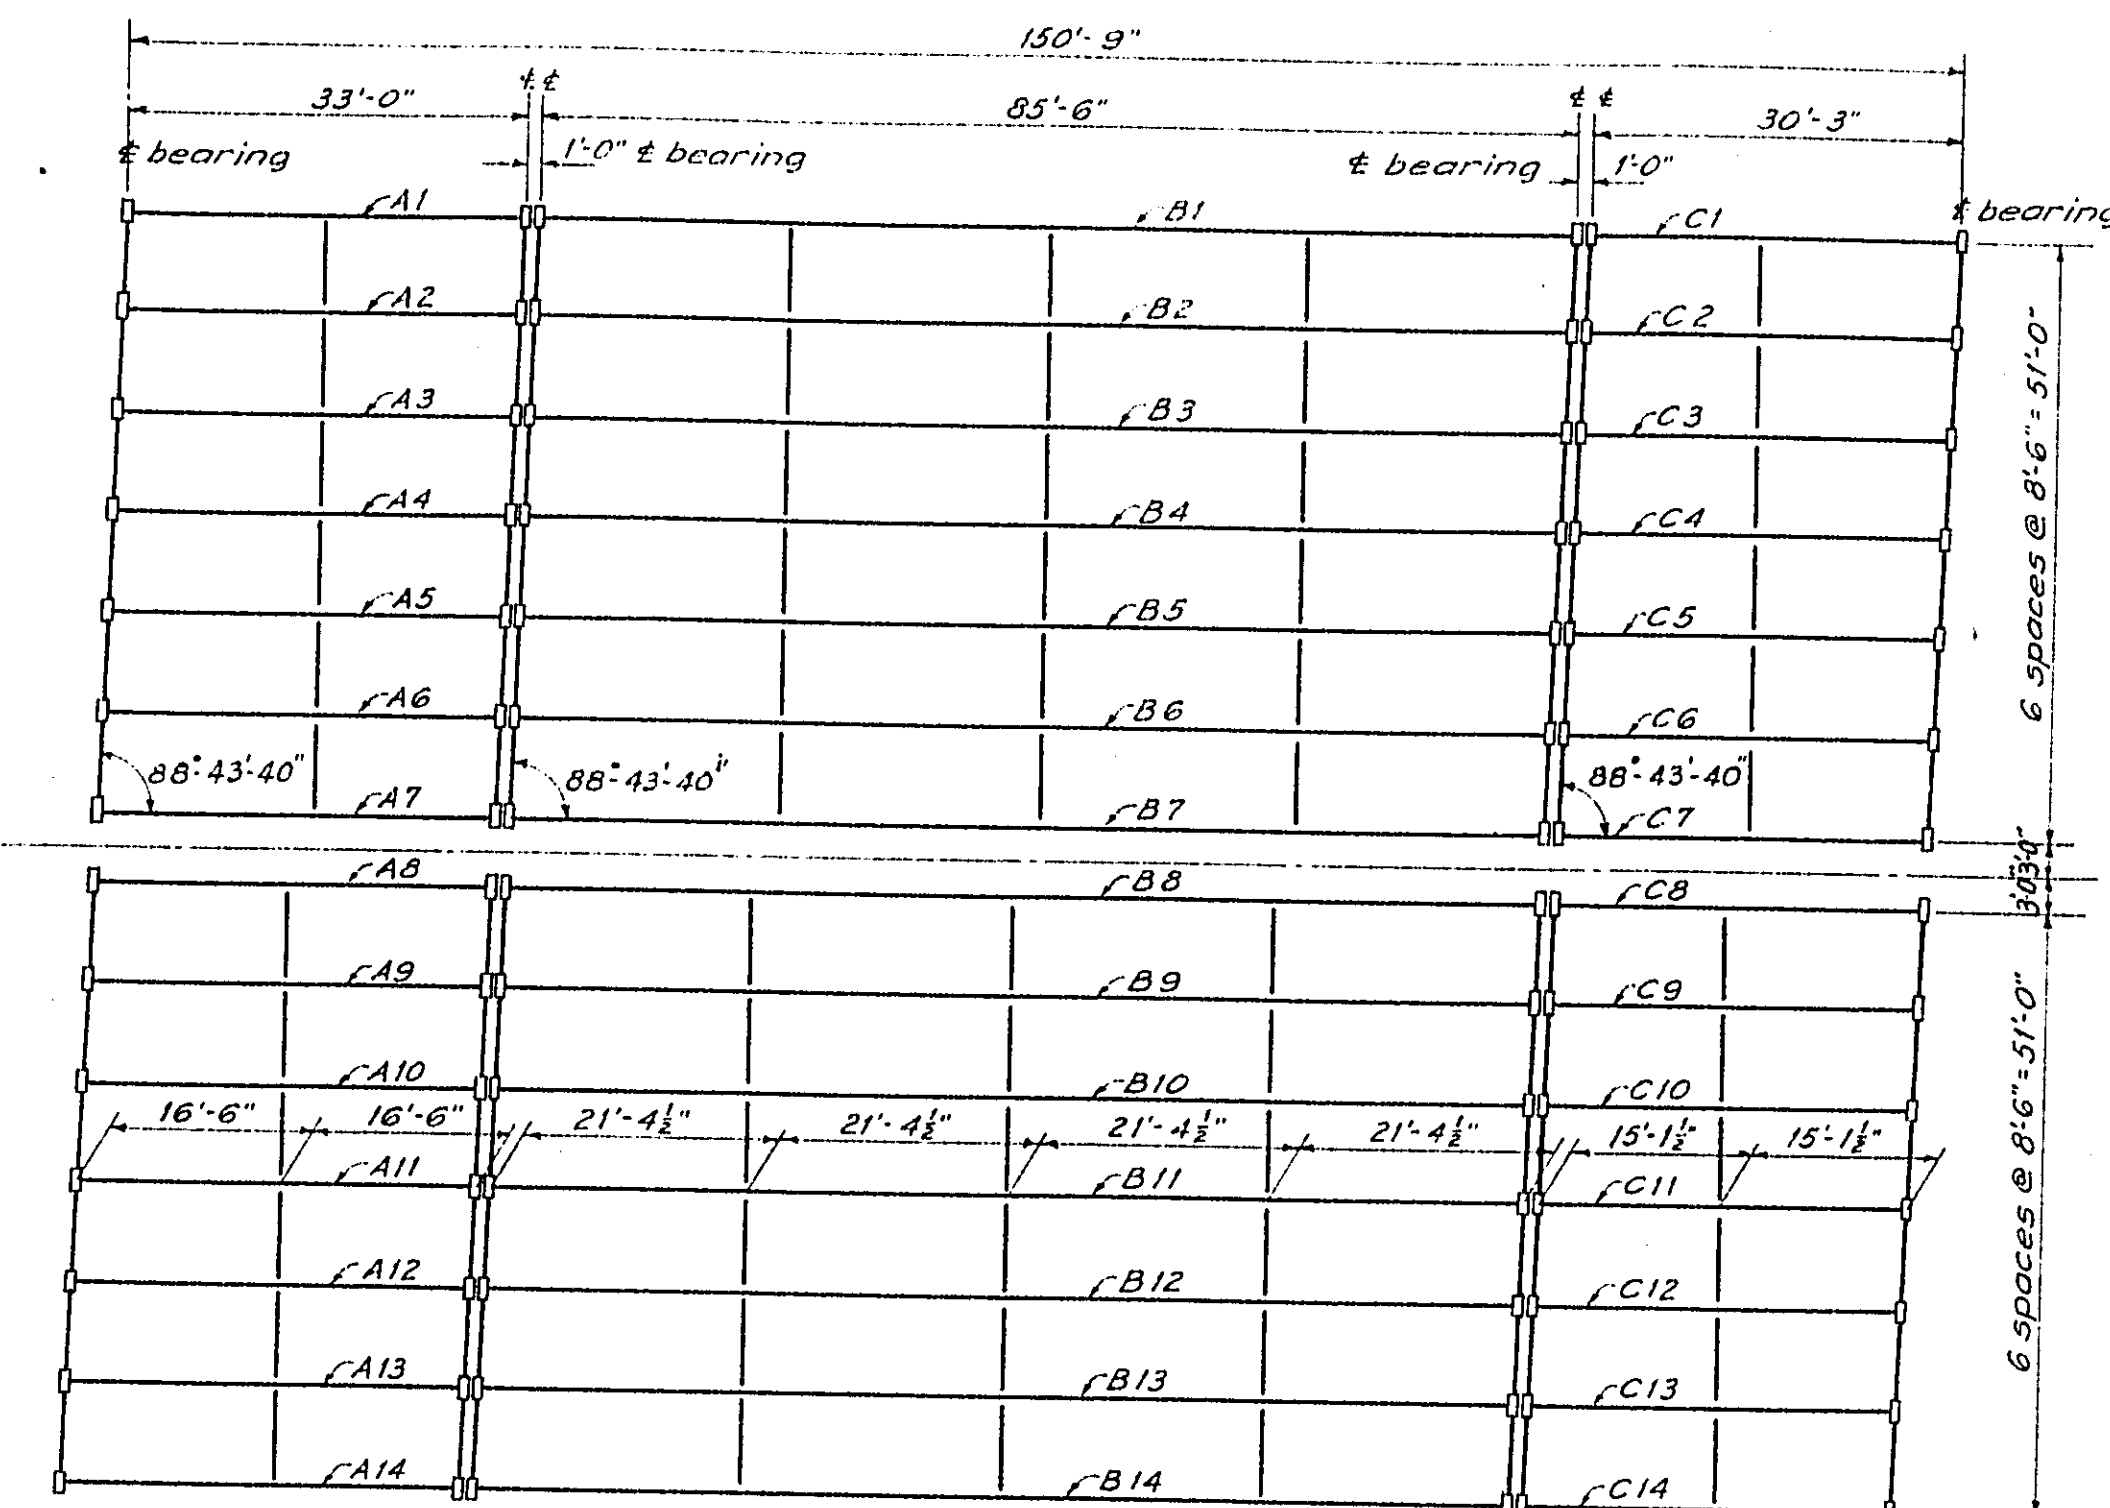 150'-9"
33'-0" ℄ ℄ 85'-6" ℄ ℄ 30'-3"
℄ bearing 1'-0" ℄ bearing ℄ bearing 1'-0"
A1 B1 C1 ℄ bearing
A2 B2 C2
A3 B3 C3
A4 B4 C4
A5 B5 C5
A6 B6 C6
88°-43'-40" 88°-43'-40" 88°-43'-40"
A7 B7 C7
6 spaces @ 8'-6" = 51'-0"
3'-0"
3'-0"
A8 B8 C8
A9 B9 C9
A10 B10 C10
16'-6" 16'-6" 21'-4½" 21'-4½" 21'-4½" 21'-4½" 15'-1½" 15'-1½"
A11 B11 C11
A12 B12 C12
A13 B13 C13
A14 B14 C14
6 spaces @ 8'-6" = 51'-0"